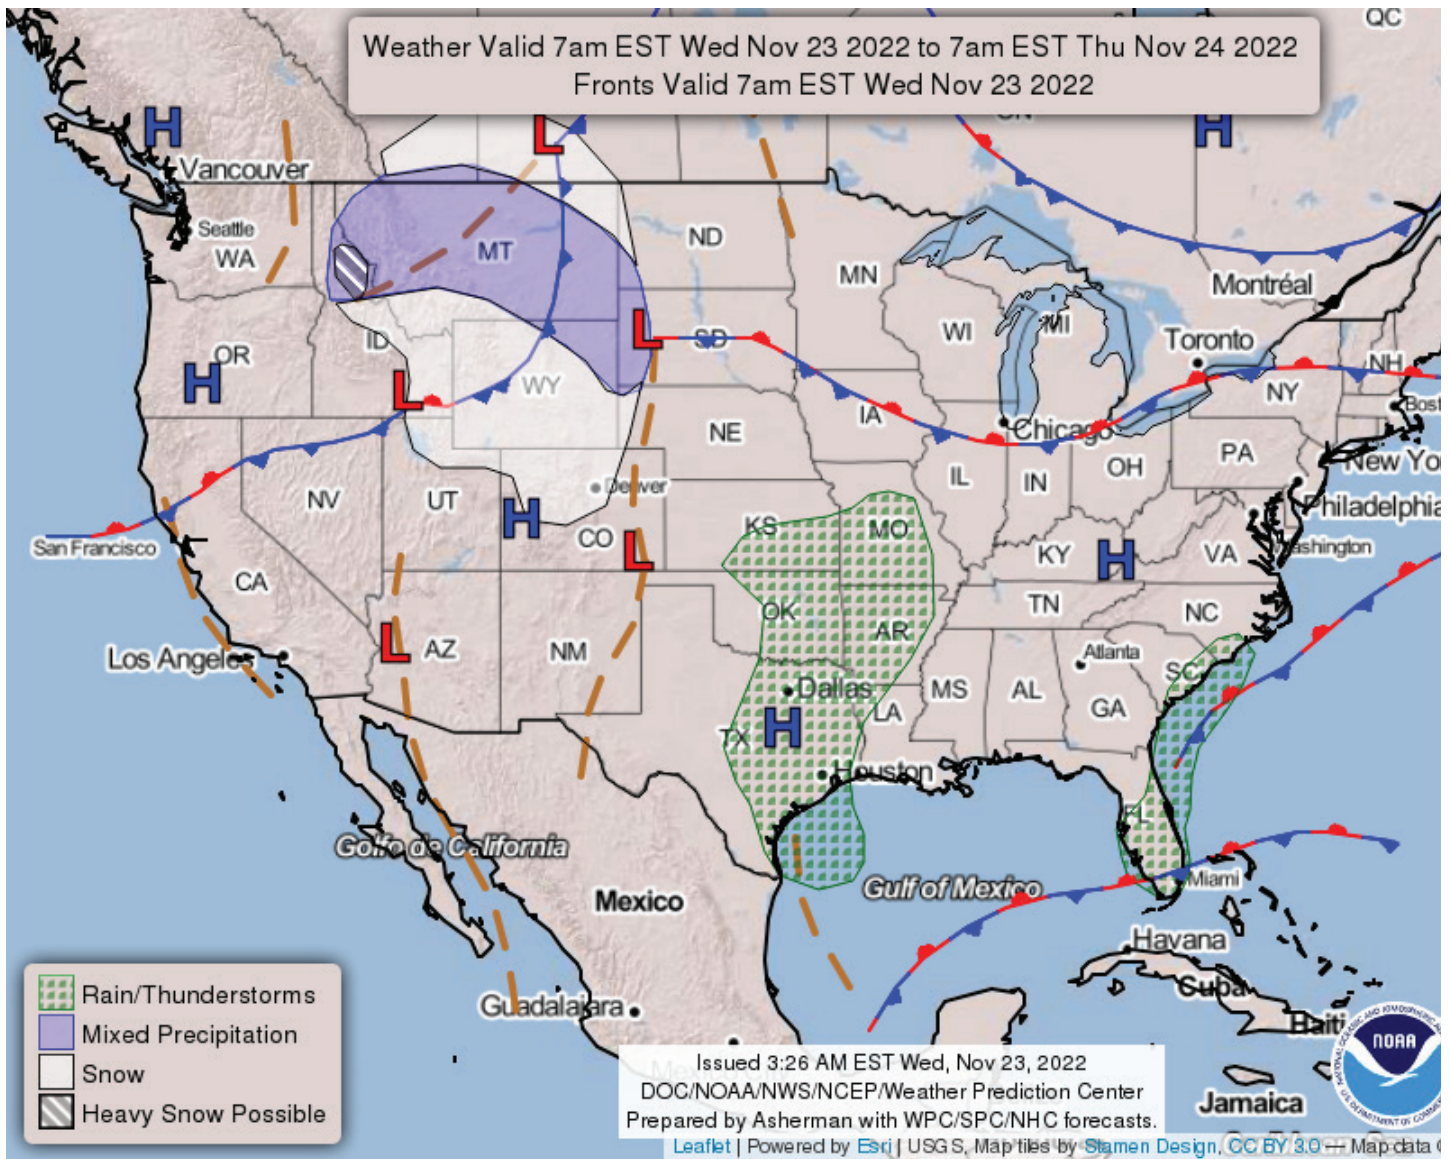 QC
Weather Valid 7am EST Wed Nov 23 2022 to 7am EST Thu Nov 24 2022
Fronts Valid 7am EST Wed Nov 23 2022
H
L
H
Vancouver
Seattle
WA
MT
ND
MN
Montréal
OR
ID
L
SD
WI
MI
Toronto
NH
H
L
WY
IA
NY
Bost
NE
Chicago
PA
New Yo
NV
UT
Denver
IL
IN
OH
Philadelphia
San Francisco
H
CO
KS
MO
KY
H
VA
Washington
CA
L
OK
TN
NC
Los Angeles
L
AZ
NM
AR
Atlanta
SC
Dallas
MS
AL
GA
TX
H
LA
Houston
FL
Golfo de California
Gulf of Mexico
Miami
Mexico
Havana
Cuba
Guadalajara
Haiti
Rain/Thunderstorms
Mixed Precipitation
Snow
Heavy Snow Possible
NOAA
Jamaica
Issued 3:26 AM EST Wed, Nov 23, 2022
DOC/NOAA/NWS/NCEP/Weather Prediction Center
Prepared by Asherman with WPC/SPC/NHC forecasts.
Leaflet | Powered by Esri | USGS, Map tiles by Stamen Design, CC BY 3.0 — Map data ©